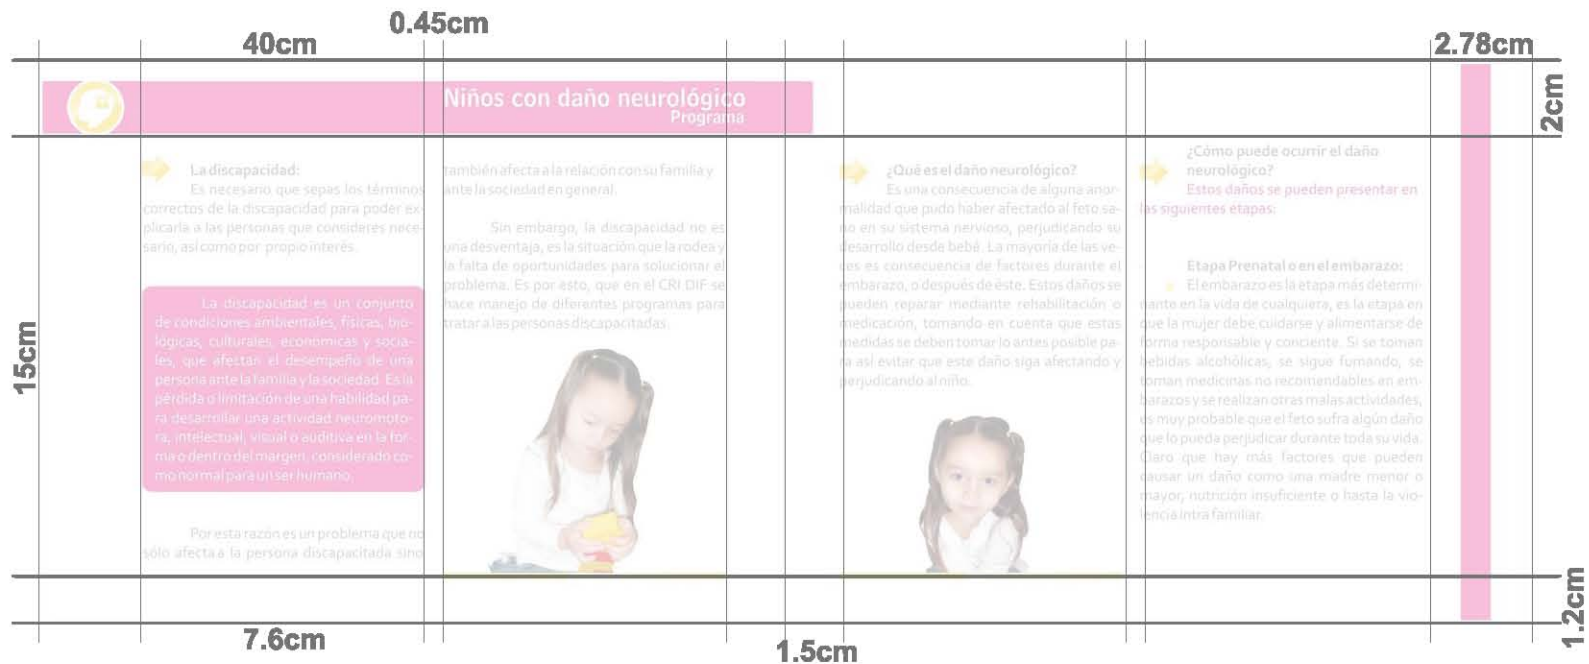 0.45cm
40cm
2.78cm
2cm
15cm
1.2cm
7.6cm
1.5cm
Niños con daño neurológico
Programa
La discapacidad:
Es necesario que sepas los términos
correctos de la discapacidad para poder ex-
plicarla a las personas que consideres nece-
sario, así como por propio interés.
La discapacidad es un conjunto
de condiciones ambientales, físicas, bio-
lógicas, culturales, económicas y socia-
les, que afectan el desempeño de una
persona ante la familia y la sociedad. Es la
pérdida o limitación de una habilidad pa-
ra desarrollar una actividad neuromoto-
ra, intelectual, visual o auditiva en la for-
ma o dentro del margen, considerado co-
mo normal para un ser humano.
Por esta razón es un problema que no
sólo afecta a la persona discapacitada sino
también afecta a la relación con su familia y
ante la sociedad en general.
Sin embargo, la discapacidad no es
una desventaja, es la situación que la rodea y
la falta de oportunidades para solucionar el
problema. Es por esto, que en el CRI DIF se
hace manejo de diferentes programas para
tratar a las personas discapacitadas.
¿Qué es el daño neurológico?
Es una consecuencia de alguna anor-
malidad que pudo haber afectado al feto sa-
no en su sistema nervioso, perjudicando su
desarrollo desde bebé. La mayoría de las ve-
ces es consecuencia de factores durante el
embarazo, o después de éste. Estos daños se
pueden reparar mediante rehabilitación o
medicación, tomando en cuenta que estas
medidas se deben tomar lo antes posible pa-
ra así evitar que este daño siga afectando y
perjudicando al niño.
¿Cómo puede ocurrir el daño
neurológico?
Estos daños se pueden presentar en
las siguientes etapas:
Etapa Prenatal o en el embarazo:
El embarazo es la etapa más determi-
nante en la vida de cualquiera, es la etapa en
que la mujer debe cuidarse y alimentarse de
forma responsable y conciente. Si se toman
bebidas alcohólicas, se sigue fumando, se
toman medicinas no recomendables en em-
barazos y se realizan otras malas actividades,
es muy probable que el feto sufra algún daño
que lo pueda perjudicar durante toda su vida.
Claro que hay más factores que pueden
causar un daño como una madre menor o
mayor, nutrición insuficiente o hasta la vio-
lencia intra familiar.